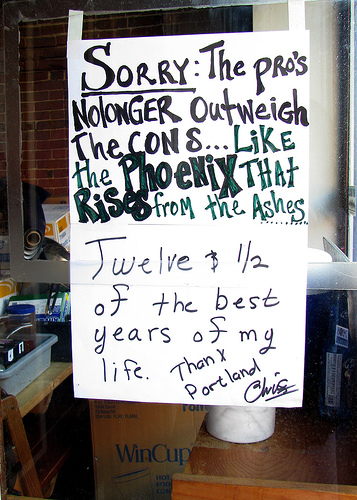 SORRY: The pro's
NOLONGER Outweigh
The CONS... LiKE
the PhOENIX THAT
RiSes from the Ashes
Twelve $ 1/2
of the best
years of my
life. Thanx
Portland
Chriss
WinCup